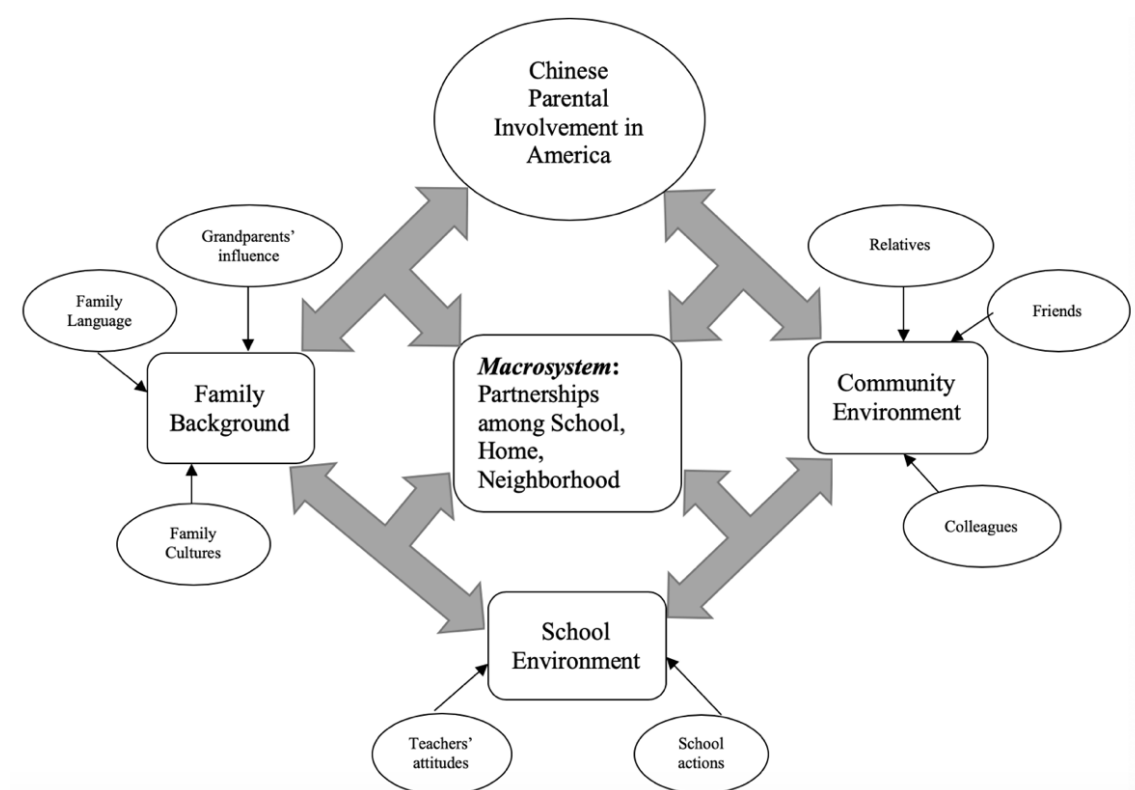 Chinese
Parental
Involvement in
America
Grandparents’
influence
Relatives
Family
Language
Friends
Family
Background
Macrosystem:
Partnerships
among School,
Home,
Neighborhood
Community
Environment
Family
Cultures
Colleagues
School
Environment
Teachers’
attitudes
School
actions